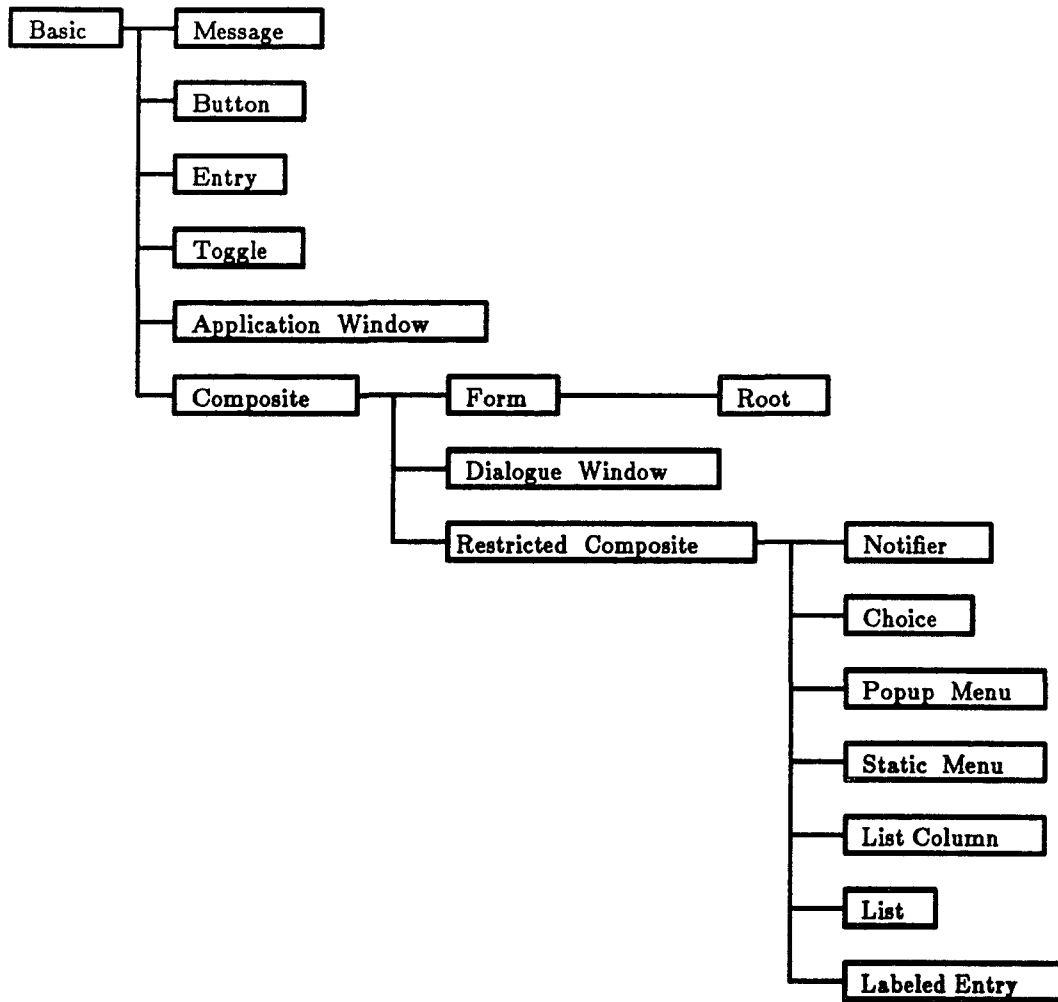 Basic
Message
Button
Entry
Toggle
Application Window
Composite
Form
Root
Dialogue Window
Restricted Composite
Notifier
Choice
Popup Menu
Static Menu
List Column
List
Labeled Entry